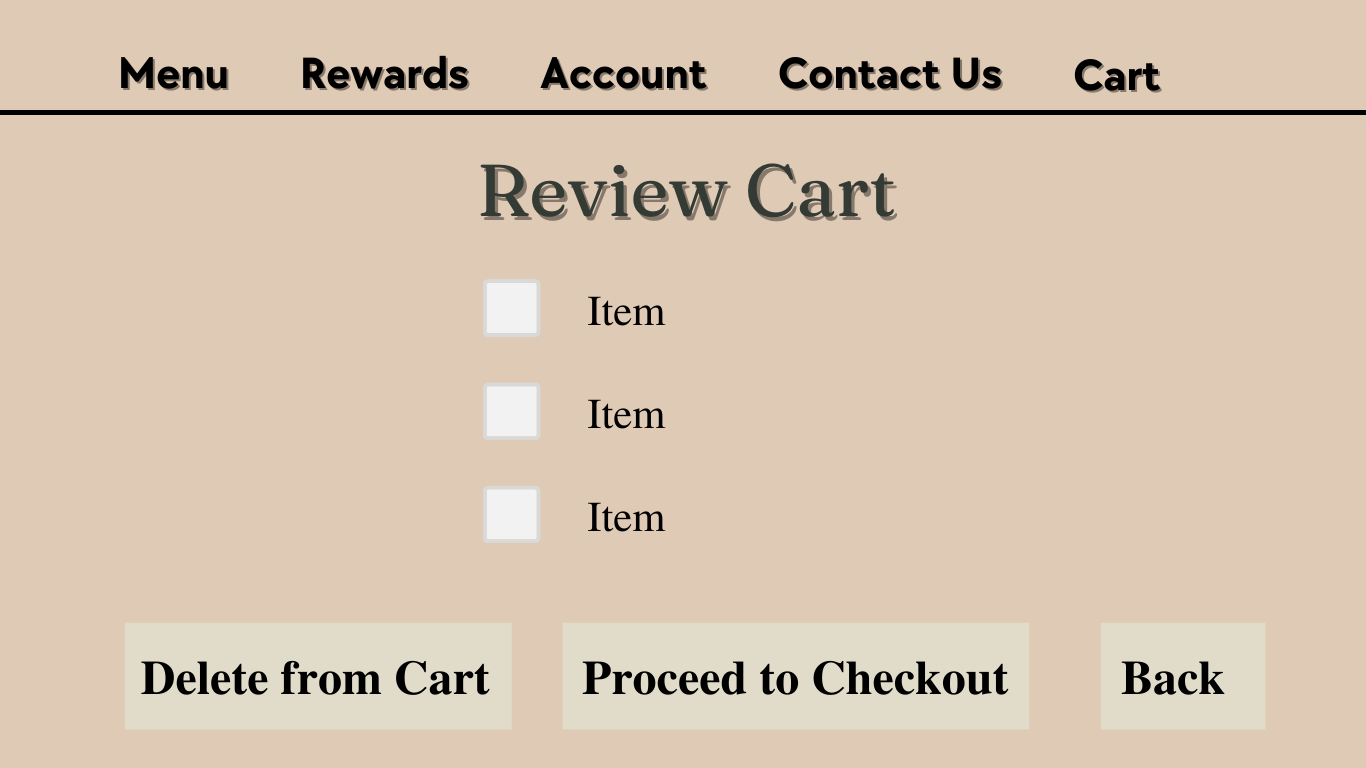 Menu Rewards Account Contact Us Cart
Review Cart
Item
Item
Item
Delete from Cart Proceed to Checkout Back